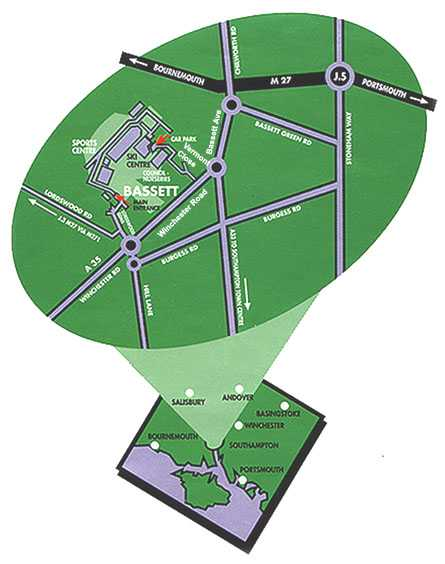 CHILWORTH RD
BOURNEMOUTH
M 27
J.5
PORTSMOUTH
BASSETT GREEN RD
STONEHAM WAY
Bassett Ave
CAR PARK
SPORTS
CENTRE
SKI
CENTRE
Vermont
Close
COUNCIL
NURSERIES
BASSETT
MAIN
ENTRANCE
LORDSWOOD RD
J.3 M27 VIA M271
Winchester Road
BURGESS RD
BURGESS RD
A33 TO SOUTHAMPTON TOWN CENTRE
A 35
WINCHESTER RD
HILL LANE
SALISBURY
ANDOVER
BASINGSTOKE
WINCHESTER
BOURNEMOUTH
SOUTHAMPTON
PORTSMOUTH